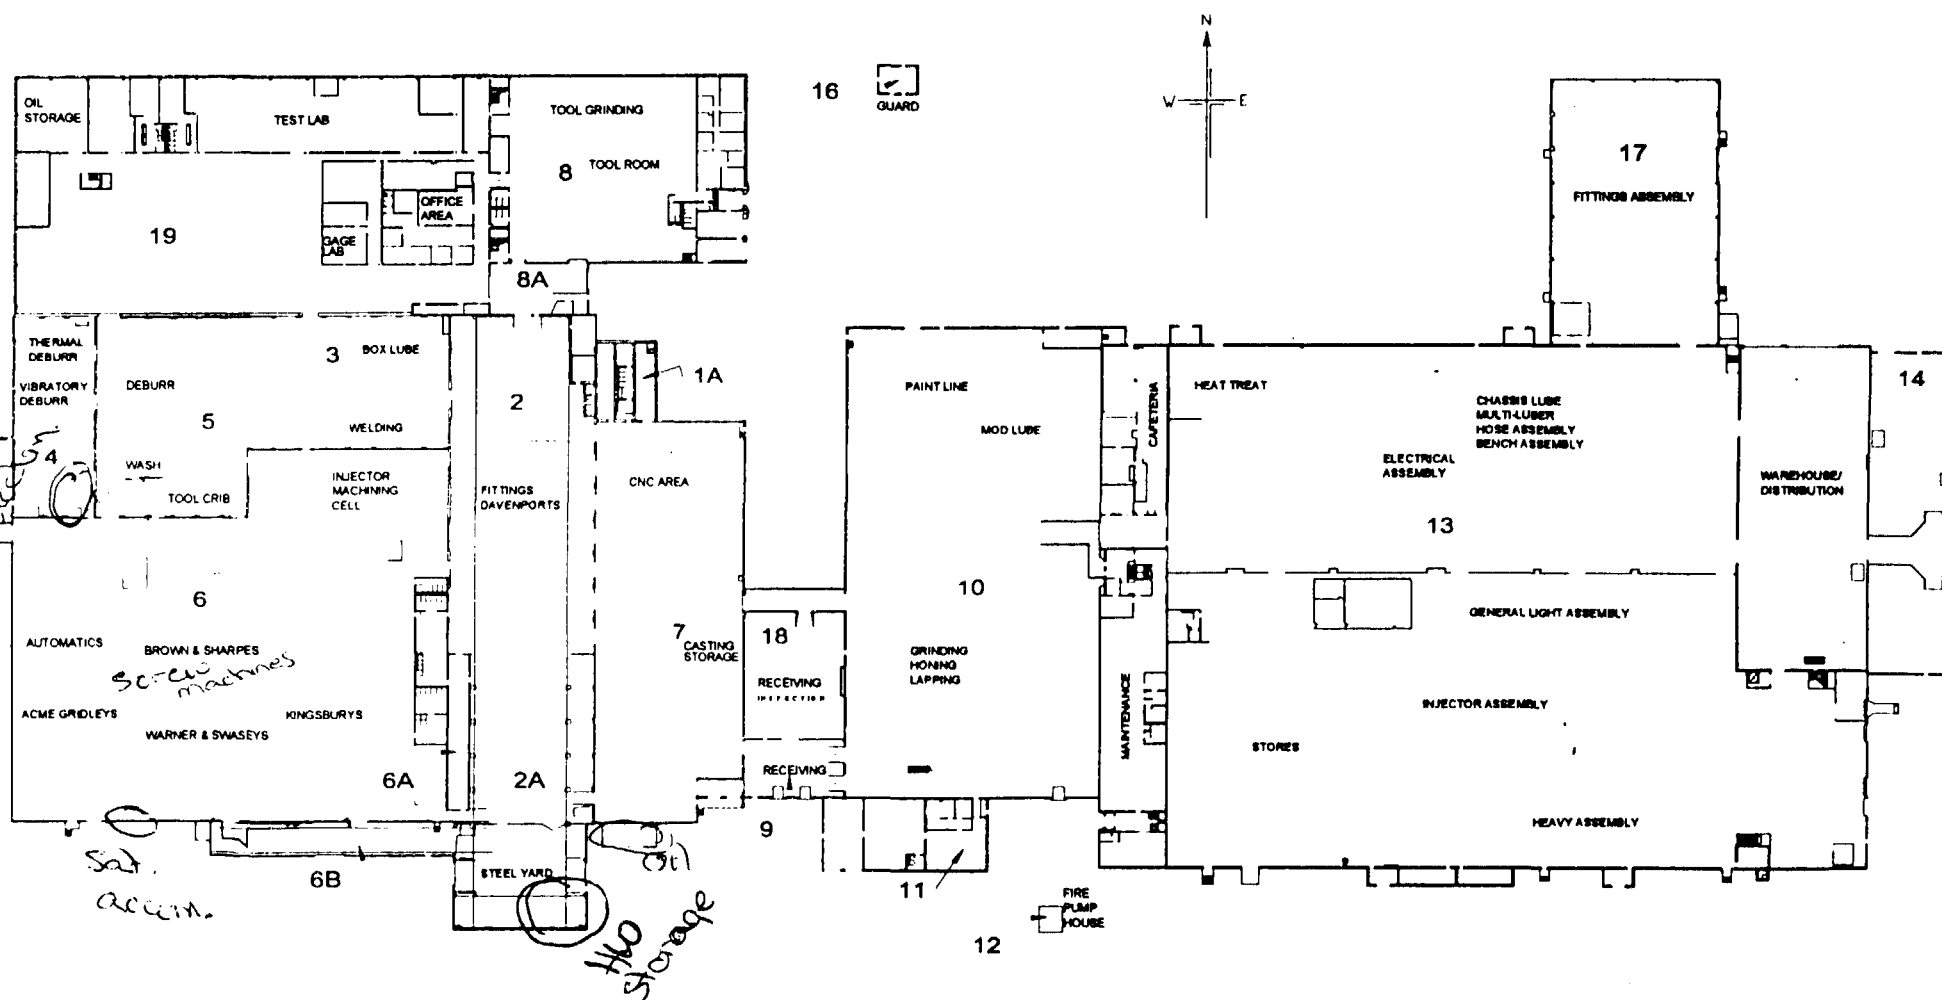 N
W E
16
GUARD
OIL
STORAGE
TEST LAB
TOOL GRINDING
TOOL ROOM
8
17
FITTINGS ASSEMBLY
OFFICE
AREA
GAGE
LAB
19
8A
THERMAL
DEBURR
VIBRATORY
DEBURR
4
3
BOX LUBE
DEBURR
5
WELDING
WASH
TOOL CRIB
INJECTOR
MACHINING
CELL
2
FITTINGS
DAVENPORTS
1A
CNC AREA
PAINT LINE
MOD LUBE
CAFETERIA
HEAT TREAT
CHASSIS LUBE
MULTI-LUBER
HOSE ASSEMBLY
BENCH ASSEMBLY
ELECTRICAL
ASSEMBLY
13
WAREHOUSE/
DISTRIBUTION
14
6
AUTOMATICS
BROWN & SHARPES
Screw
machines
ACME GRIDLEYS
KINGSBURYS
WARNER & SWASEYS
6A
2A
7
CASTING
STORAGE
18
RECEIVING
INSPECTION
RECEIVING
10
GRINDING
HONING
LAPPING
MAINTENANCE
GENERAL LIGHT ASSEMBLY
INJECTOR ASSEMBLY
STORES
HEAVY ASSEMBLY
9
11
12
FIRE
PUMP
HOUSE
6B
STEEL YARD
Sat.
accum.
Oil
Storage